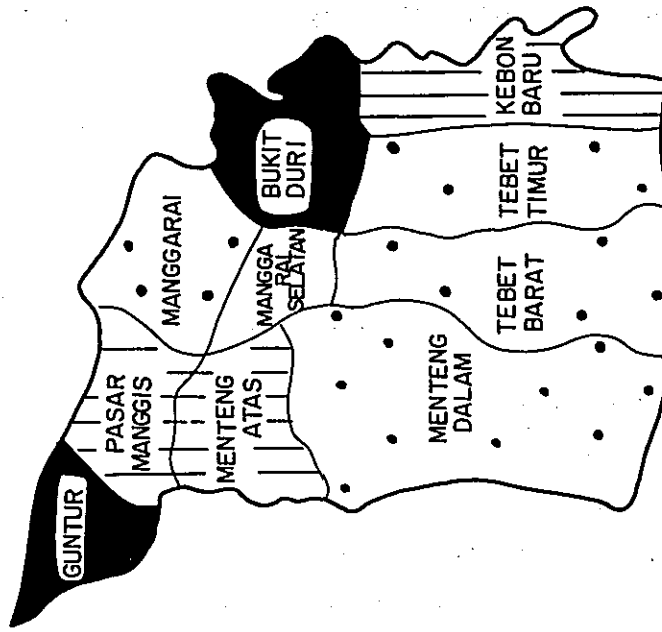 GUNTUR
PASAR
MANGGIS
MENTENG
ATAS
MANGGARAI
MANGGA
RAI
SELATAN
BUKIT
DURI
MENTENG
DALAM
TEBET
BARAT
TEBET
TIMUR
KEBON
BARU